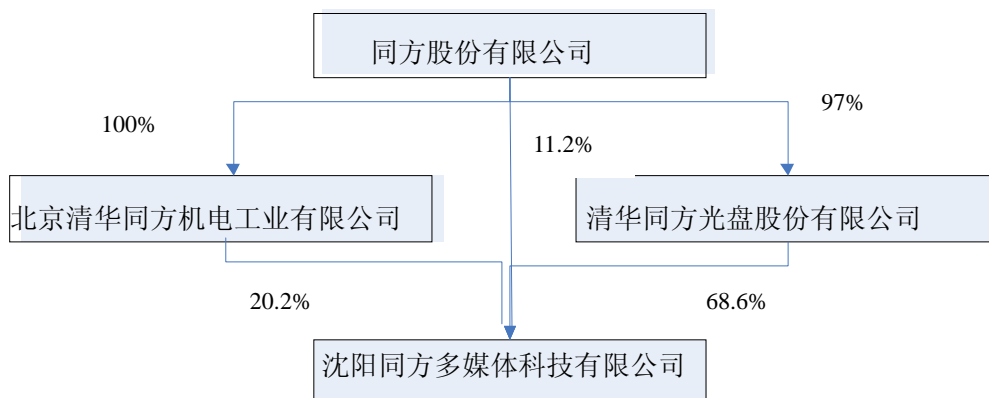 同方股份有限公司
97%
100%
11.2%
北京清华同方机电工业有限公司
清华同方光盘股份有限公司
20.2%
68.6%
沈阳同方多媒体科技有限公司